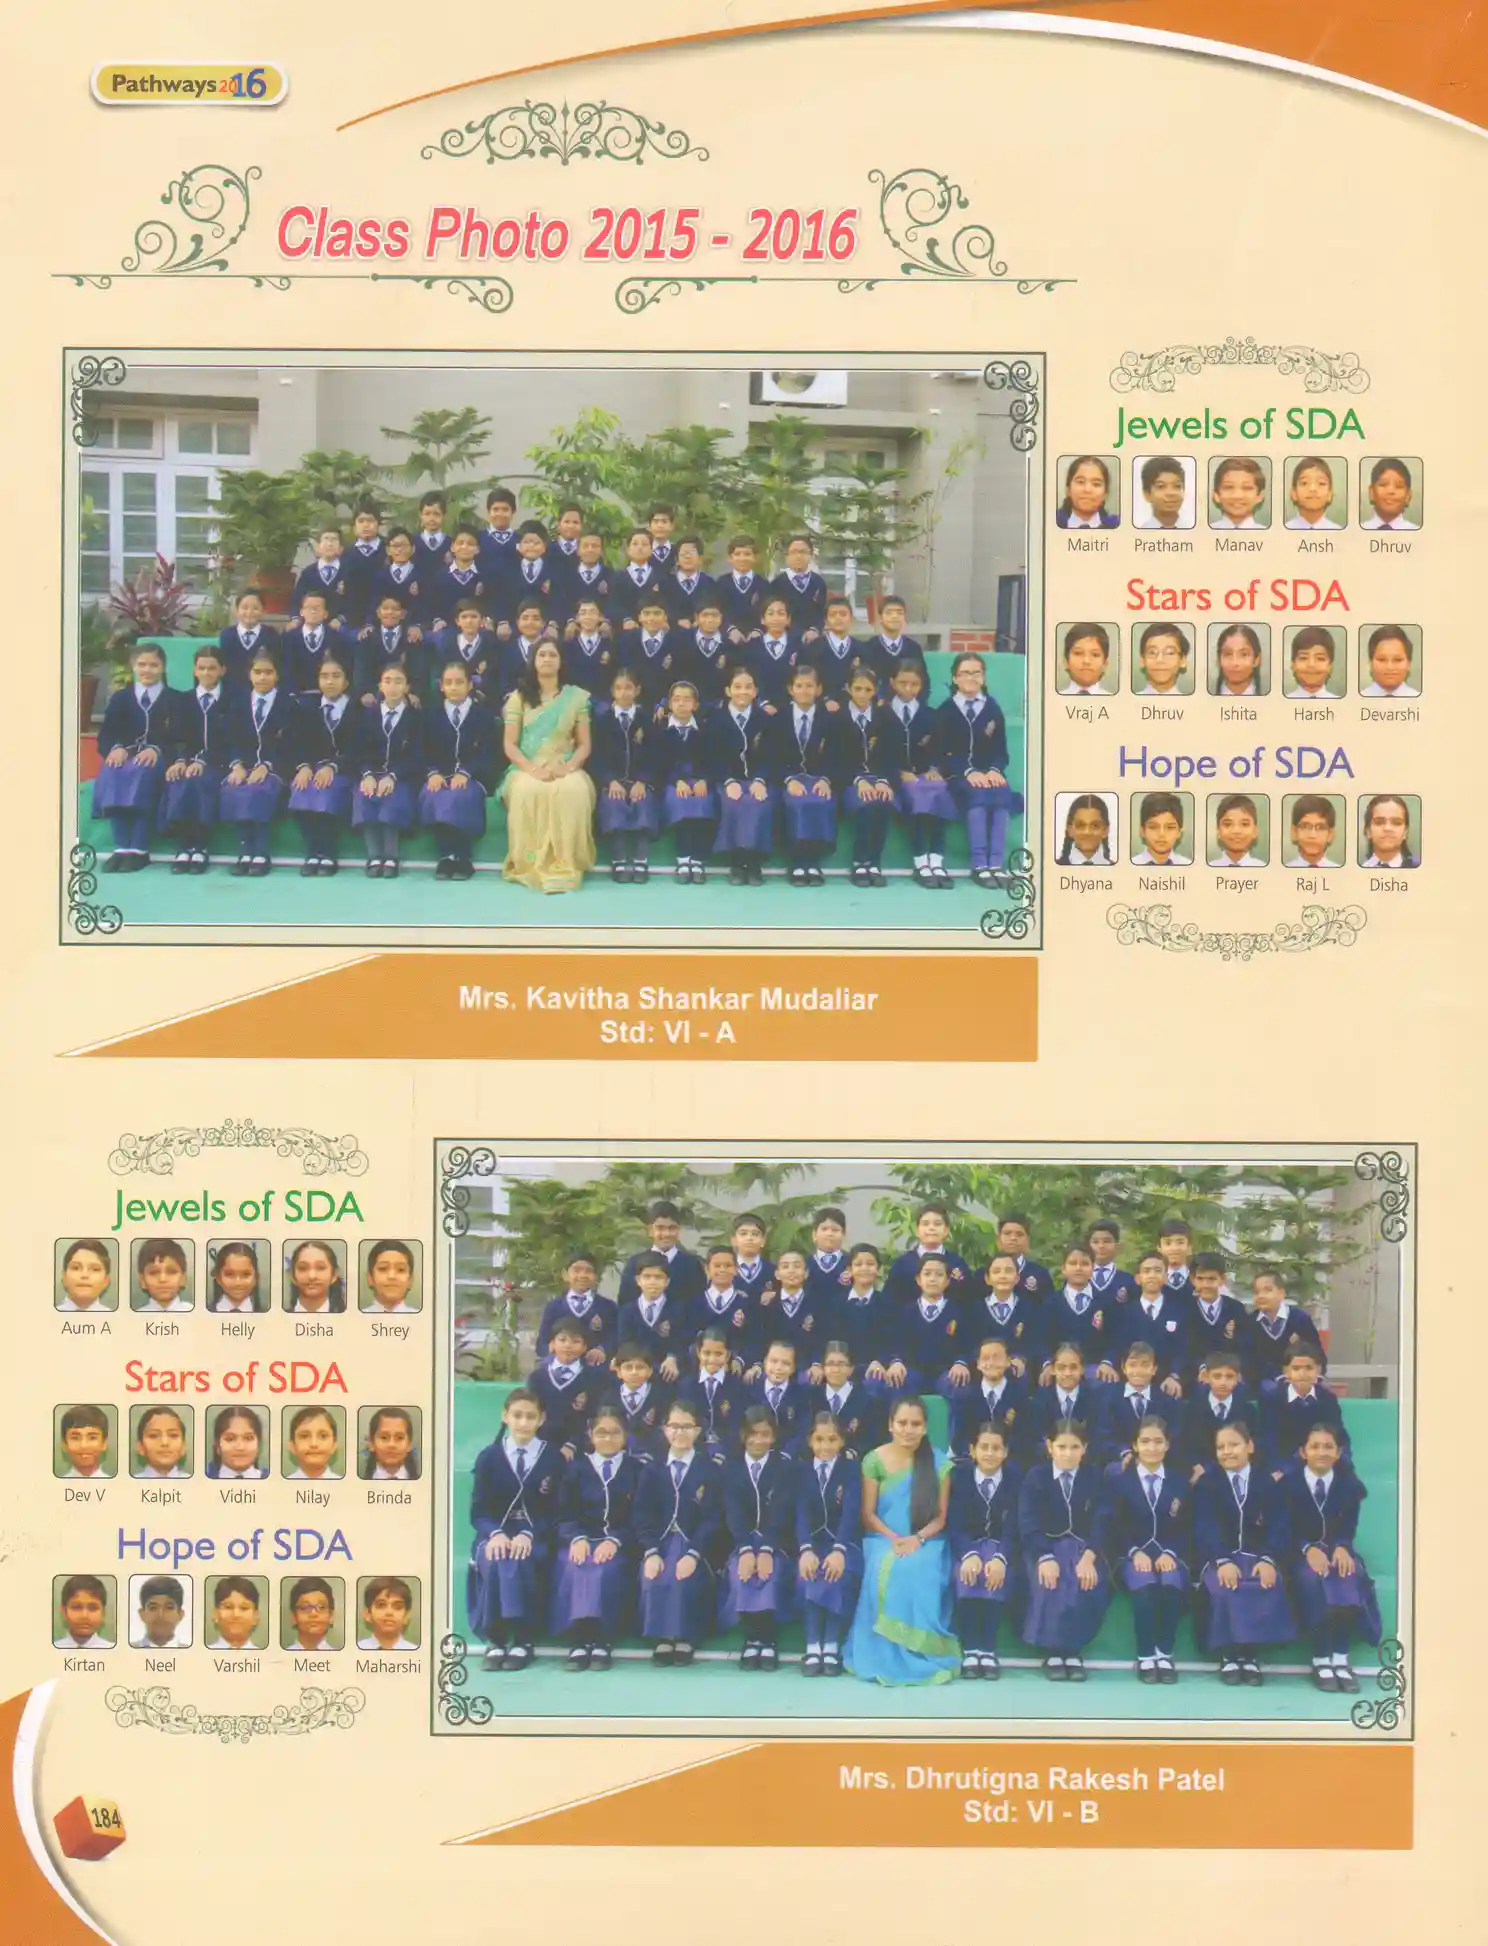 Pathways 2016
Class Photo 2015 - 2016
Jewels of SDA
Maitri Pratham Manav Ansh Dhruv
Stars of SDA
Vraj A Dhruv Ishita Harsh Devarshi
Hope of SDA
Dhyana Naishil Prayer Raj L Disha
Mrs. Kavitha Shankar Mudaliar
Std: VI - A
Jewels of SDA
Aum A Krish Helly Disha Shrey
Stars of SDA
Dev V Kalpit Vidhi Nilay Brinda
Hope of SDA
Kirtan Neel Varshil Meet Maharshi
Mrs. Dhrutigna Rakesh Patel
Std: VI - B
184